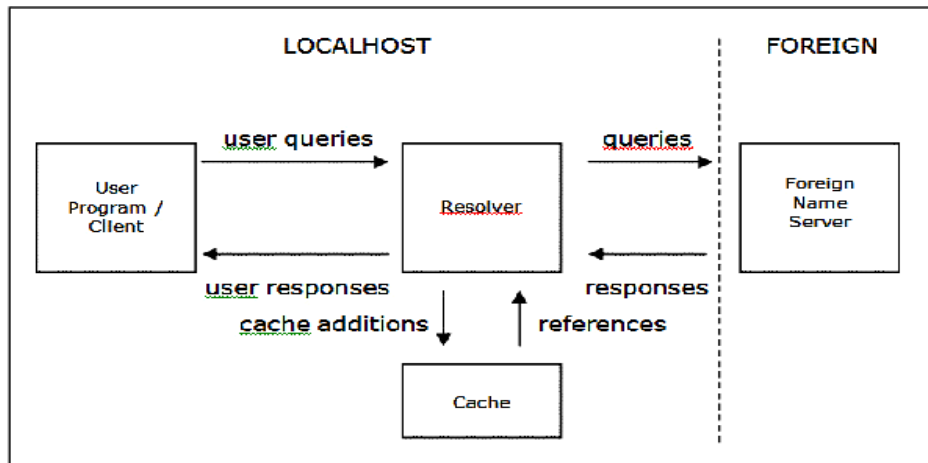 LOCALHOST
FOREIGN
user queries
queries
User
Program /
Client
Resolver
Foreign
Name
Server
user responses
responses
cache additions
references
Cache